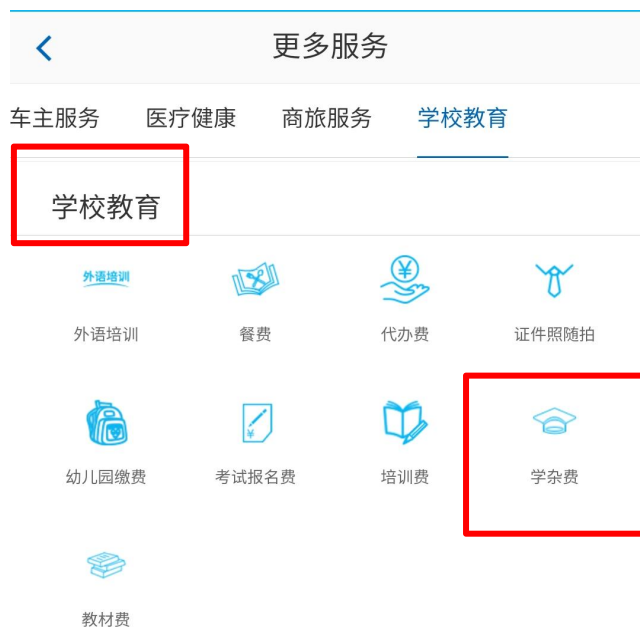 更多服务
车主服务 医疗健康 商旅服务 学校教育
学校教育
外语培训
外语培训 餐费 代办费 证件照随拍
幼儿园缴费 考试报名费 培训费 学杂费
教材费